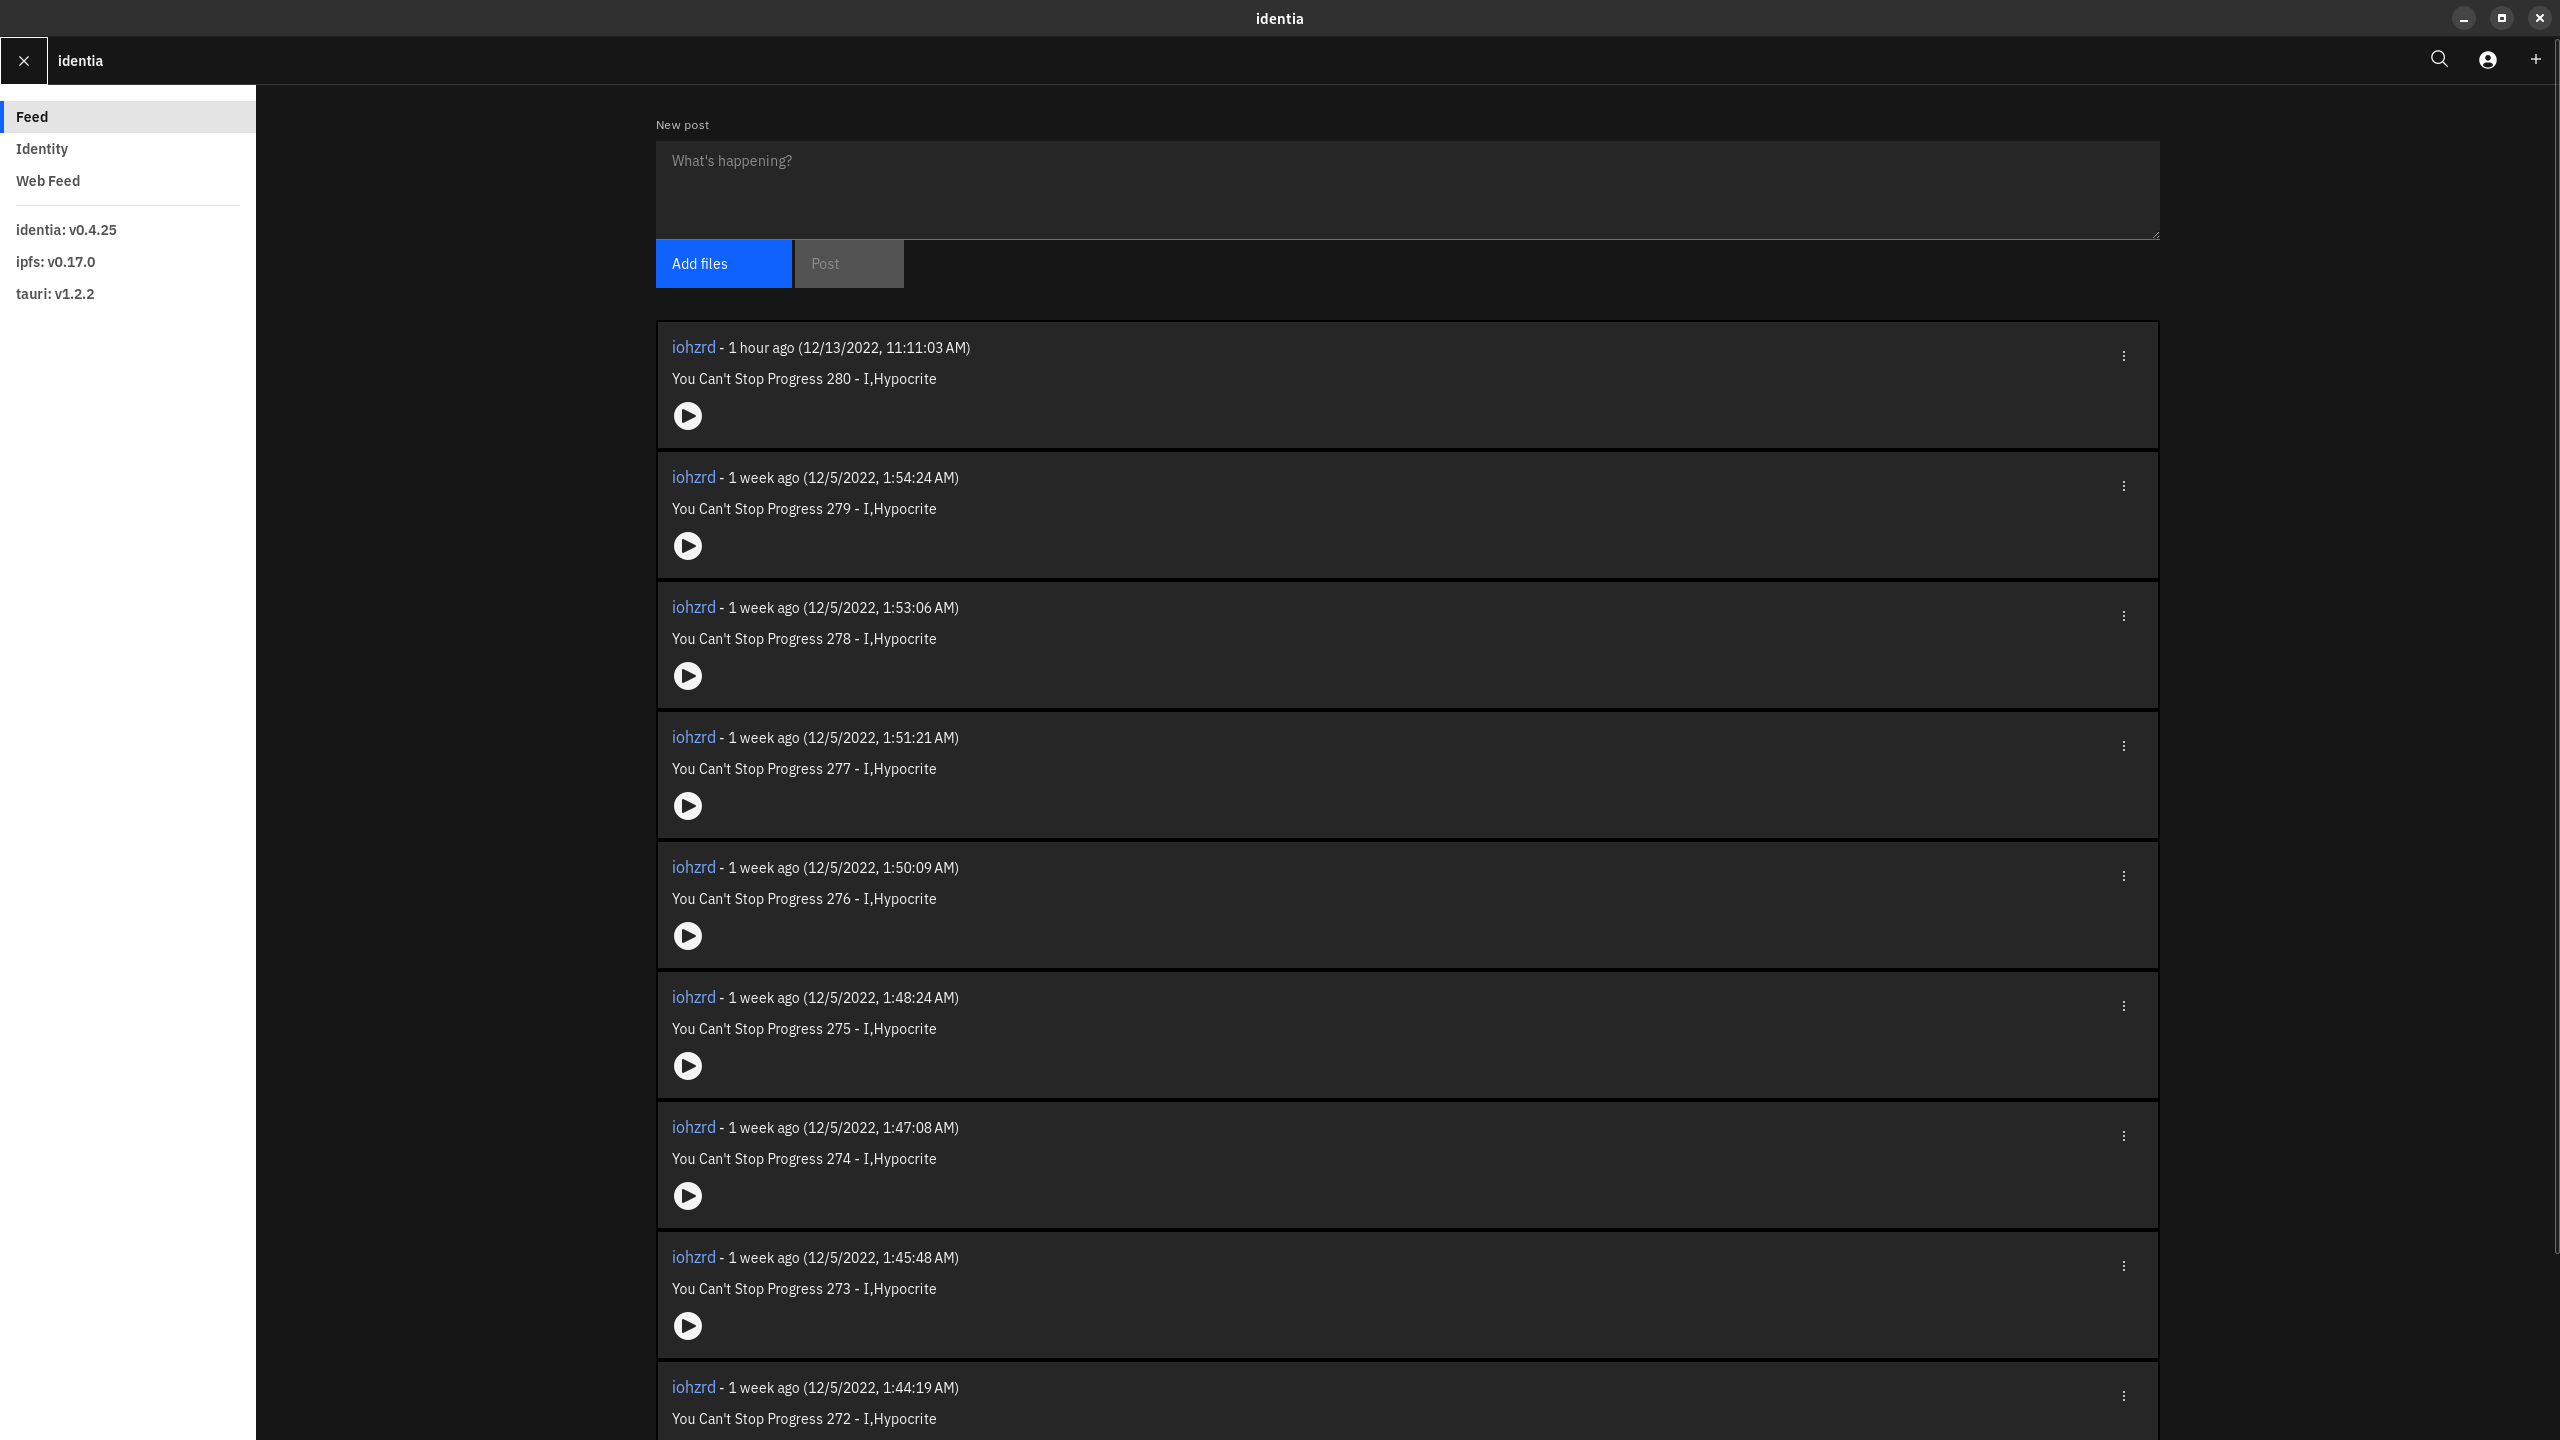 identia
identia
Feed
Identity
Web Feed
identia: v0.4.25
ipfs: v0.17.0
tauri: v1.2.2
New post
What's happening?
Add files
Post
iohzrd - 1 hour ago (12/13/2022, 11:11:03 AM)
You Can't Stop Progress 280 - I,Hypocrite
iohzrd - 1 week ago (12/5/2022, 1:54:24 AM)
You Can't Stop Progress 279 - I,Hypocrite
iohzrd - 1 week ago (12/5/2022, 1:53:06 AM)
You Can't Stop Progress 278 - I,Hypocrite
iohzrd - 1 week ago (12/5/2022, 1:51:21 AM)
You Can't Stop Progress 277 - I,Hypocrite
iohzrd - 1 week ago (12/5/2022, 1:50:09 AM)
You Can't Stop Progress 276 - I,Hypocrite
iohzrd - 1 week ago (12/5/2022, 1:48:24 AM)
You Can't Stop Progress 275 - I,Hypocrite
iohzrd - 1 week ago (12/5/2022, 1:47:08 AM)
You Can't Stop Progress 274 - I,Hypocrite
iohzrd - 1 week ago (12/5/2022, 1:45:48 AM)
You Can't Stop Progress 273 - I,Hypocrite
iohzrd - 1 week ago (12/5/2022, 1:44:19 AM)
You Can't Stop Progress 272 - I,Hypocrite